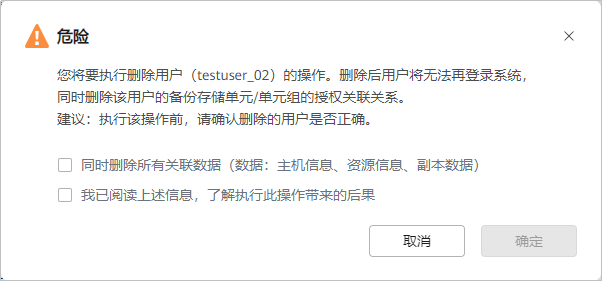 危险
您将要执行删除用户（testuser_02）的操作。删除后用户将无法再登录系统，
同时删除该用户的备份存储单元/单元组的授权关联关系。
建议：执行该操作前，请确认删除的用户是否正确。
同时删除所有关联数据（数据：主机信息、资源信息、副本数据）
我已阅读上述信息，了解执行此操作带来的后果
取消
确定